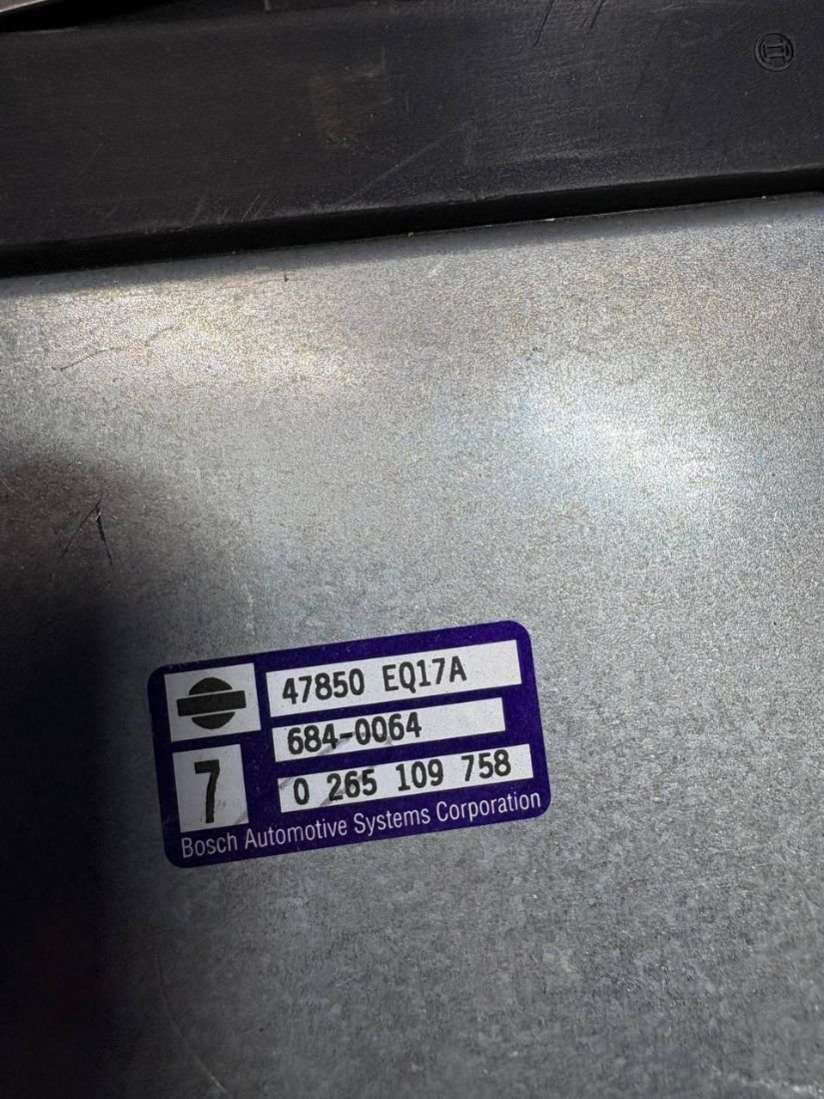 47850 EQ17A
684-0064
7
0 265 109 758
Bosch Automotive Systems Corporation